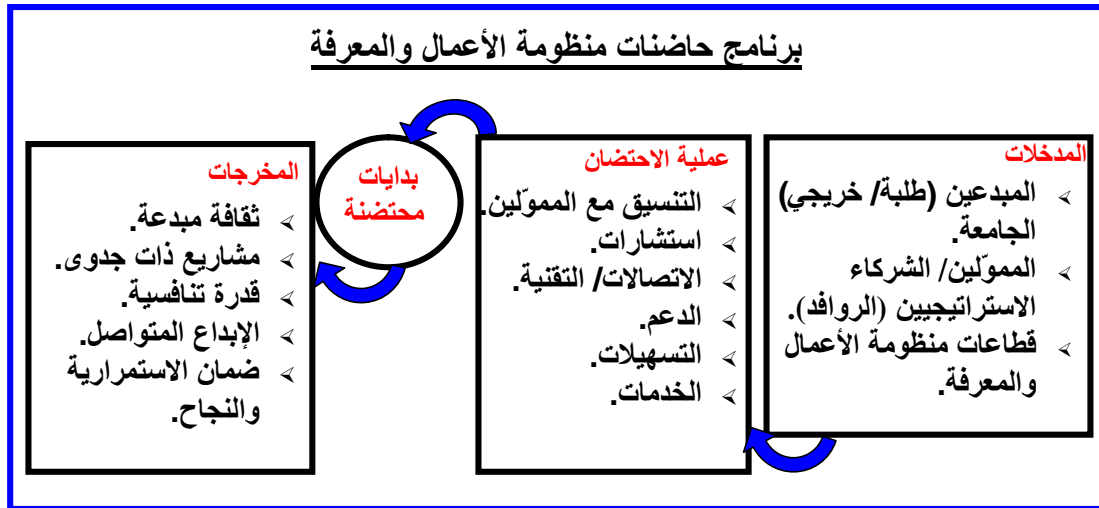 برنامج حاضنات منظومة الأعمال والمعرفة
المدخلات
المبدعين (طلبة/ خريجي)
الجامعة.
المموّلين/ الشركاء
الاستراتيجيين (الروافد).
قطاعات منظومة الأعمال
والمعرفة.
عملية الاحتضان
التنسيق مع المموّلين.
استشارات.
الاتصالات/ التقنية.
الدعم.
التسهيلات.
الخدمات.
بدايات
محتضنة
المخرجات
ثقافة مبدعة.
مشاريع ذات جدوى.
قدرة تنافسية.
الإبداع المتواصل.
ضمان الاستمرارية
والنجاح.